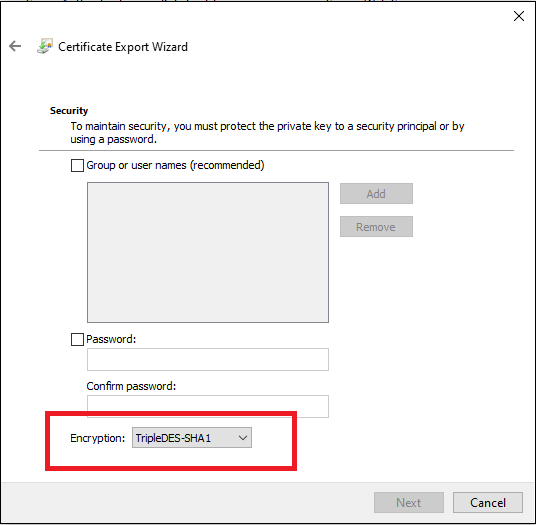 Certificate Export Wizard
Security
To maintain security, you must protect the private key to a security principal or by
using a password.
Group or user names (recommended)
Add
Remove
Password:
Confirm password:
Encryption: TripleDES-SHA1
Next Cancel